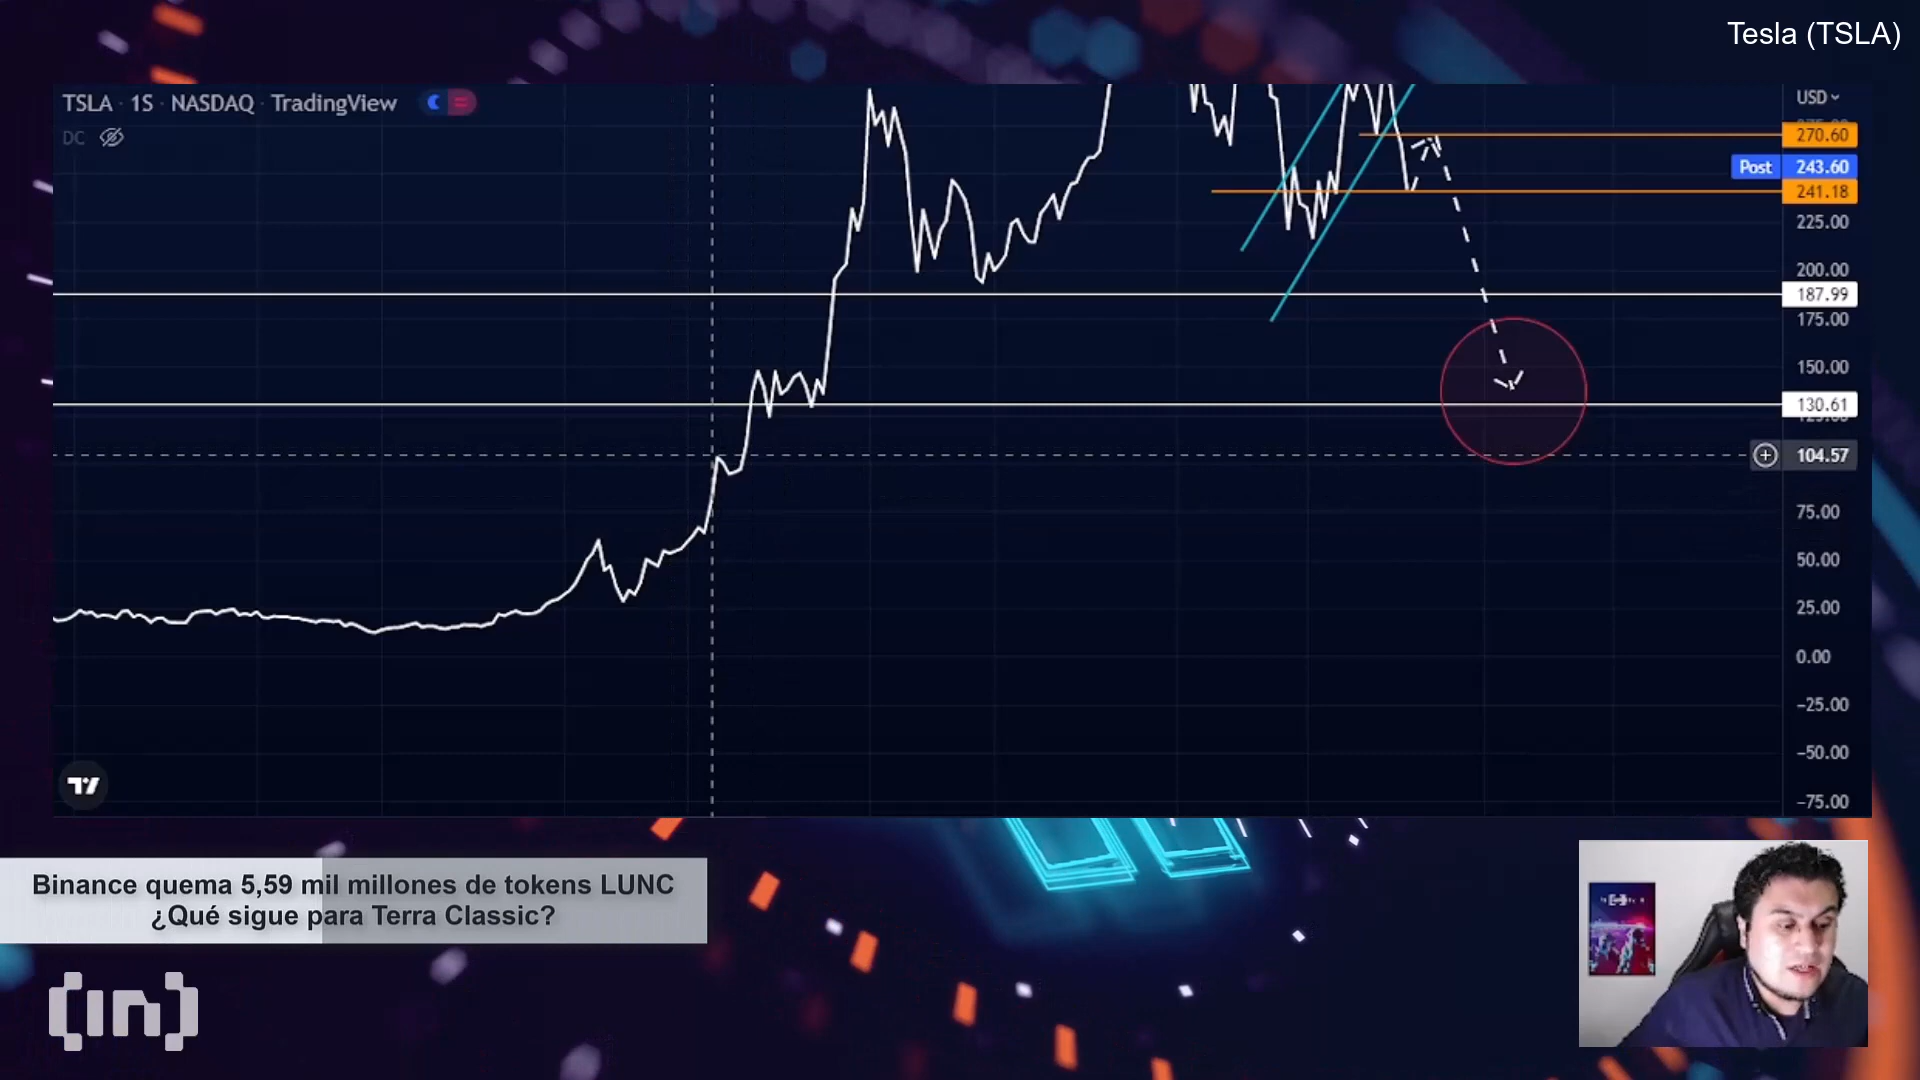 Tesla (TSLA)
TSLA · 1S · NASDAQ · TradingView
DC
USD
270.60
Post 243.60
241.18
225.00
200.00
187.99
175.00
150.00
130.61
104.57
75.00
50.00
25.00
0.00
−25.00
−50.00
−75.00
Binance quema 5,59 mil millones de tokens LUNC
¿Qué sigue para Terra Classic?
[in]